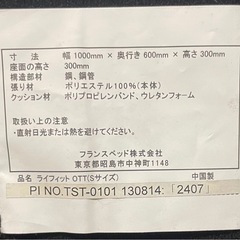 寸法 幅 1000mm × 奥行き 600mm × 高さ 300mm
座面の高さ 300mm
構造部材 鋼、鋼管
張り材 ポリエステル100%(本体)
クッション材 ポリプロピレンバンド、ウレタンフォーム
取扱い上の注意
・直射日光または熱を避けてください。
フランスベッド株式会社
東京都昭島市中神町1148
品名 ライフィット OTT(Sサイズ) 中国製
PI NO.TST-0101 130814:「2407」